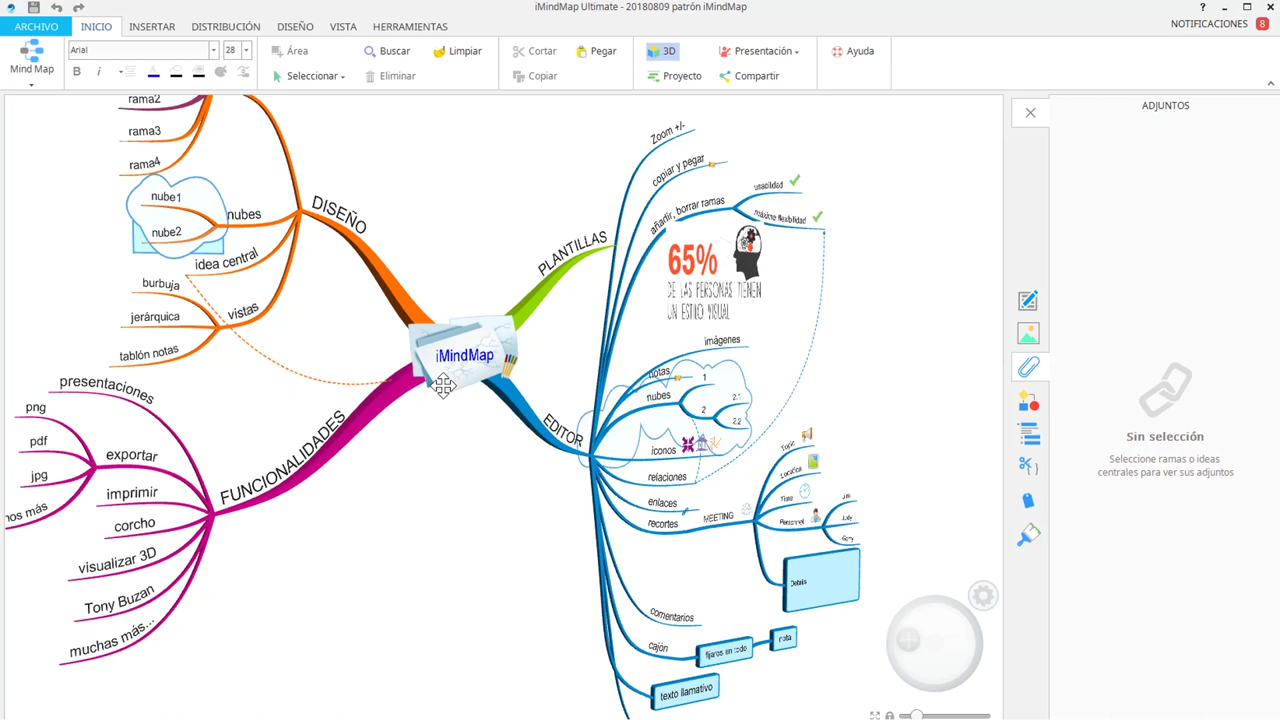 iMindMap Ultimate - 20180809 patrón iMindMap
NOTIFICACIONES 8
ARCHIVO INICIO INSERTAR DISTRIBUCIÓN DISEÑO VISTA HERRAMIENTAS
Mind Map
Arial 28
B i A
Área
Seleccionar
Buscar
Eliminar
Limpiar
Cortar
Copiar
Pegar
3D
Proyecto
Presentación
Compartir
Ayuda
rama2
rama3
rama4
nube1
nube2
nubes
idea central
burbuja
jerárquica
tablón notas
vistas
DISEÑO
presentaciones
png
pdf
jpg
nos más
exportar
imprimir
corcho
visualizar 3D
Tony Buzan
muchas más...
FUNCIONALIDADES
iMindMap
PLANTILLAS
EDITOR
Zoom +/-
copiar y pegar
añadir, borrar ramas
usabilidad
máxima flexibilidad
65%
DE LAS PERSONAS TIENEN
UN ESTILO VISUAL
imágenes
notas
nubes
1
2
2.1
2.2
iconos
relaciones
enlaces
recortes
MEETING
Topic
Location
Time
Personnel
Details
comentarios
cajón
fijaros en todo
nota
texto llamativo
ADJUNTOS
Sin selección
Seleccione ramas o ideas
centrales para ver sus adjuntos